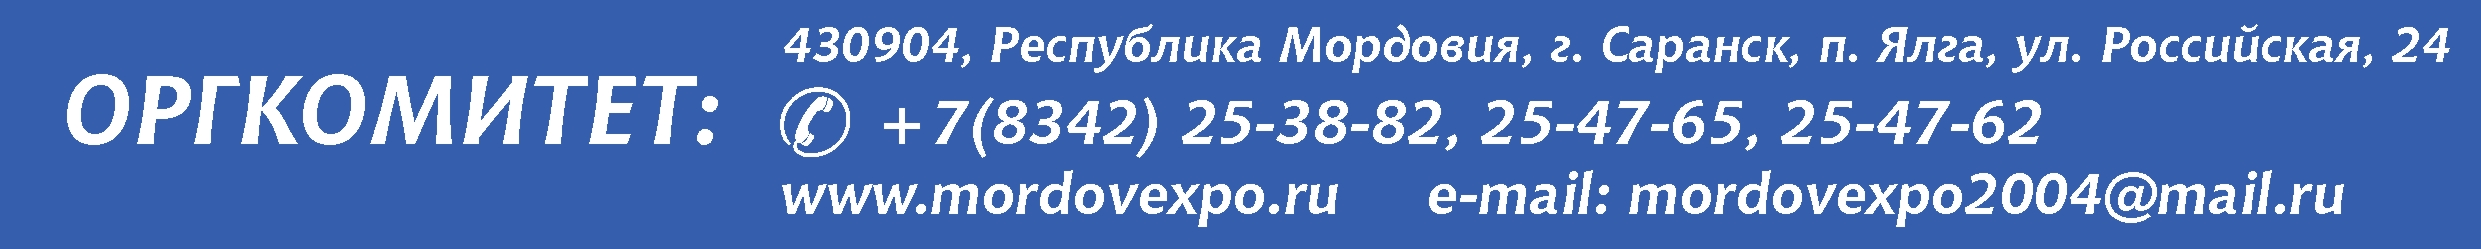 ОРГКОМИТЕТ:
430904, Республика Мордовия, г. Саранск, п. Ялга, ул. Российская, 24
✆ +7(8342) 25-38-82, 25-47-65, 25-47-62
www.mordovexpo.ru e-mail: mordovexpo2004@mail.ru